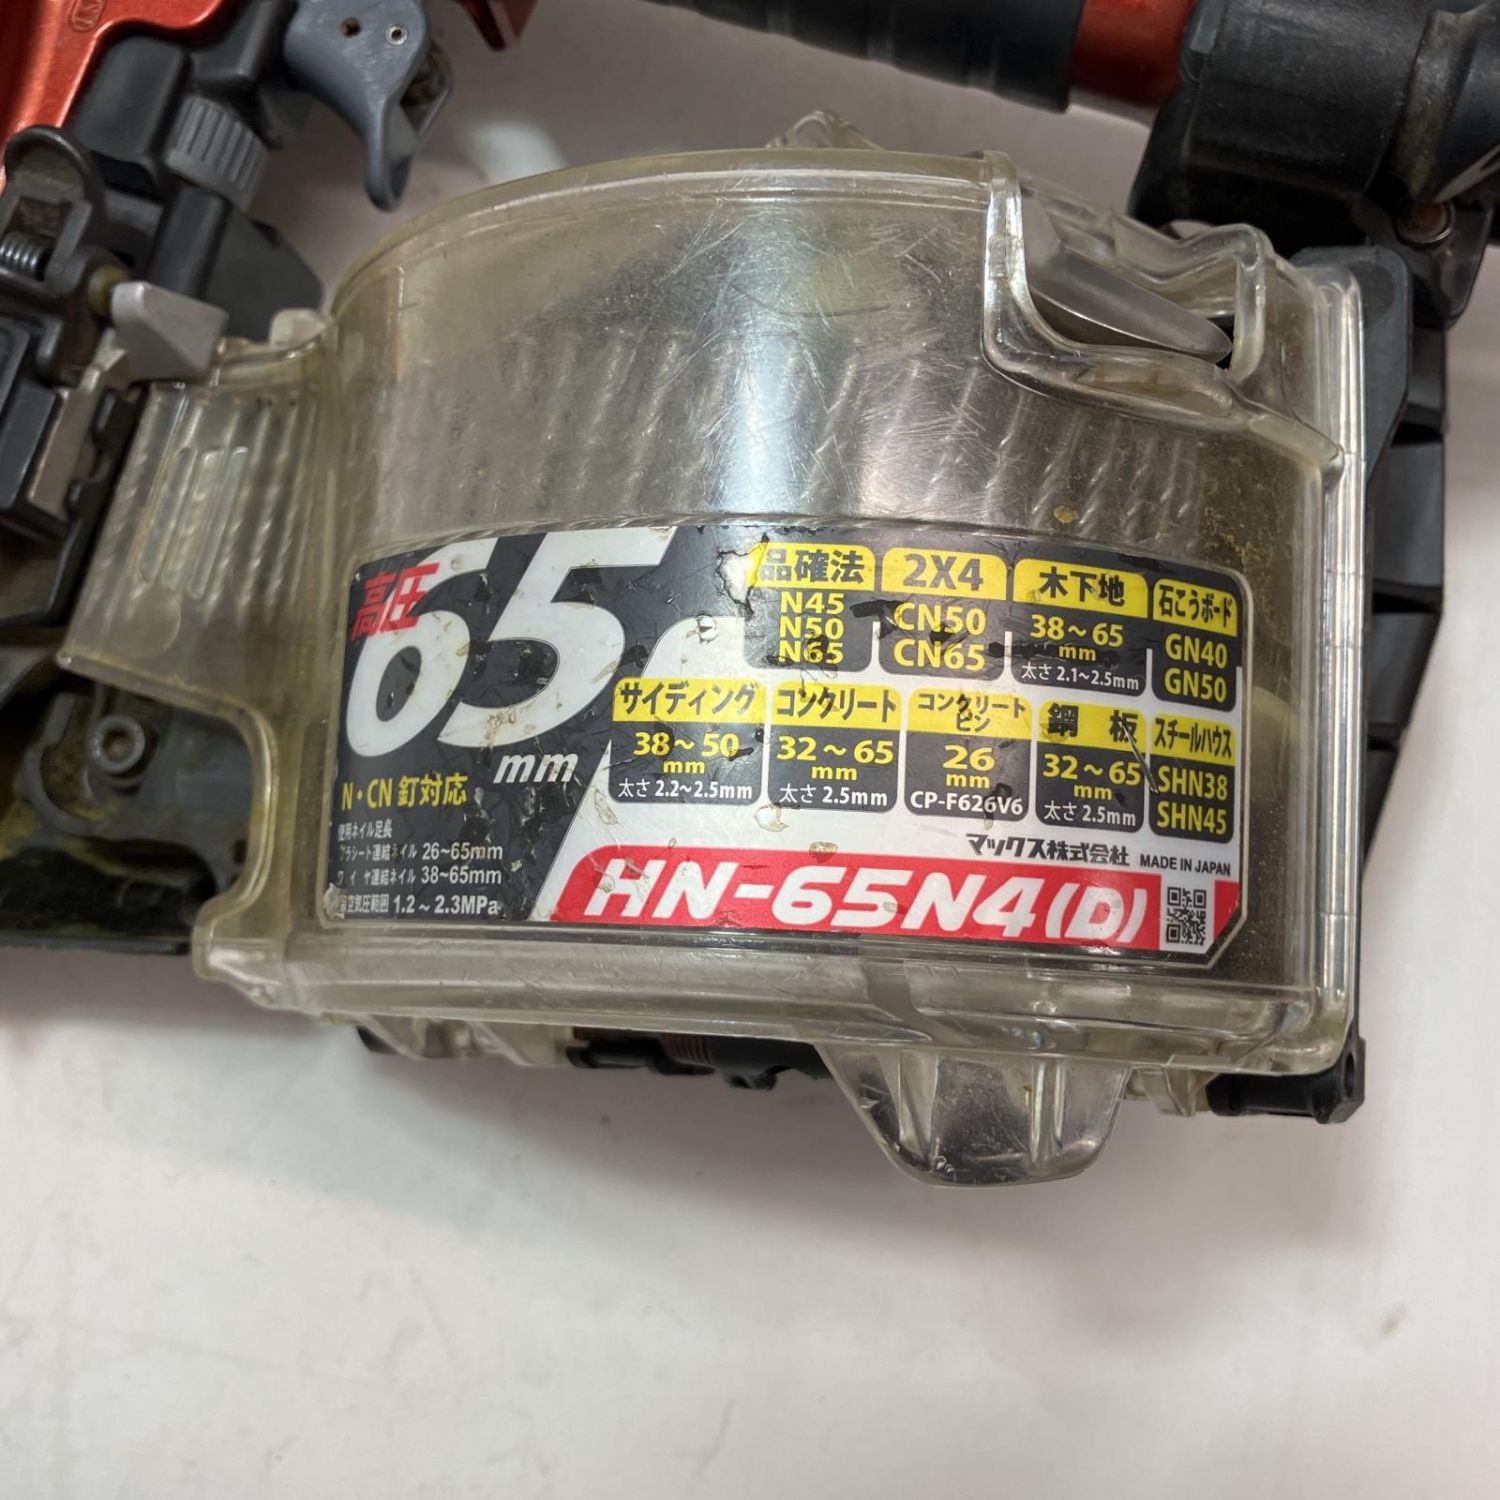 高圧 65 mm
N・CN 釘対応
使用ネイル足長
プラシート連結ネイル 26~65mm
ワイヤ連結ネイル 38~65mm
空気圧範囲 1.2 ~ 2.3MPa
品確法
N45
N50
N65
2X4
CN50
CN65
木下地
38~65
mm
太さ 2.1~2.5mm
石こうボード
GN40
GN50
サイディング
38~50
mm
太さ 2.2~2.5mm
コンクリート
32~65
mm
太さ 2.5mm
コンクリート
ピン
26
mm
CP-F626V6
鋼板
32~65
mm
太さ 2.5mm
スチールハウス
SHN38
SHN45
マックス株式会社 MADE IN JAPAN
HN-65N4(D)